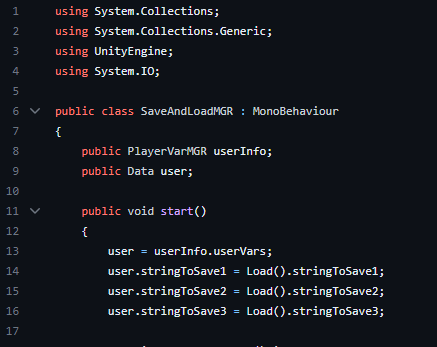 1 using System.Collections;
2 using System.Collections.Generic;
3 using UnityEngine;
4 using System.IO;
5
6 public class SaveAndLoadMGR : MonoBehaviour
7 {
8 public PlayerVarMGR userInfo;
9 public Data user;
10
11 public void start()
12 {
13 user = userInfo.userVars;
14 user.stringToSave1 = Load().stringToSave1;
15 user.stringToSave2 = Load().stringToSave2;
16 user.stringToSave3 = Load().stringToSave3;
17